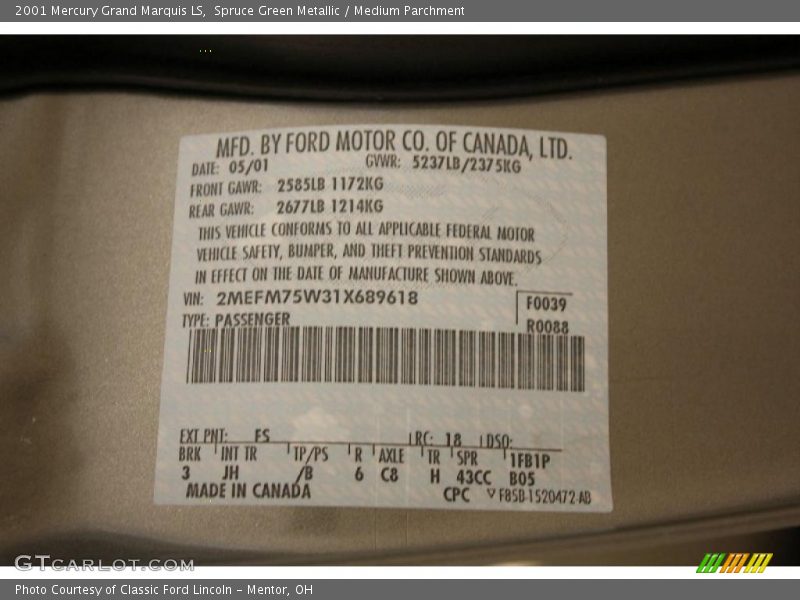 2001 Mercury Grand Marquis LS, Spruce Green Metallic / Medium Parchment
MFD. BY FORD MOTOR CO. OF CANADA, LTD.
DATE: 05/01 GVWR: 5237LB/2375KG
FRONT GAWR: 2585LB 1172KG
REAR GAWR: 2677LB 1214KG
THIS VEHICLE CONFORMS TO ALL APPLICABLE FEDERAL MOTOR
VEHICLE SAFETY, BUMPER, AND THEFT PREVENTION STANDARDS
IN EFFECT ON THE DATE OF MANUFACTURE SHOWN ABOVE.
VIN: 2MEFM75W31X689618 F0039
TYPE: PASSENGER R0088
EXT PNT: FS RC: 18 DSO:
BRK INT TR TP/PS R AXLE TR SPR 1FB1P
3 JH /B 6 C8 H 43CC B05
MADE IN CANADA CPC F85B-1520472-AB
GTCARLOT.COM
Photo Courtesy of Classic Ford Lincoln - Mentor, OH